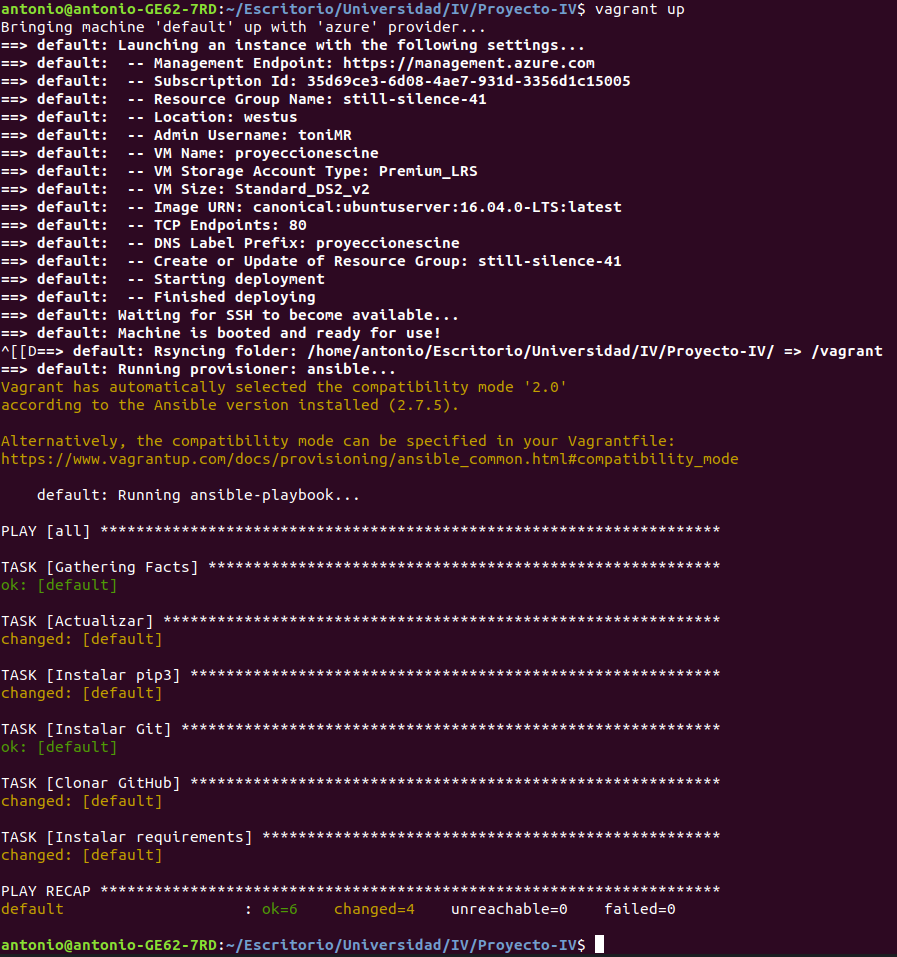 antonio@antonio-GE62-7RD:~/Escritorio/Universidad/IV/Proyecto-IV$ vagrant up
Bringing machine 'default' up with 'azure' provider...
==> default: Launching an instance with the following settings...
==> default:  -- Management Endpoint: https://management.azure.com
==> default:  -- Subscription Id: 35d69ce3-6d08-4ae7-931d-3356d1c15005
==> default:  -- Resource Group Name: still-silence-41
==> default:  -- Location: westus
==> default:  -- Admin Username: toniMR
==> default:  -- VM Name: proyeccionescine
==> default:  -- VM Storage Account Type: Premium_LRS
==> default:  -- VM Size: Standard_DS2_v2
==> default:  -- Image URN: canonical:ubuntuserver:16.04.0-LTS:latest
==> default:  -- TCP Endpoints: 80
==> default:  -- DNS Label Prefix: proyeccionescine
==> default:  -- Create or Update of Resource Group: still-silence-41
==> default:  -- Starting deployment
==> default:  -- Finished deploying
==> default: Waiting for SSH to become available...
==> default: Machine is booted and ready for use!
^[[D==> default: Rsyncing folder: /home/antonio/Escritorio/Universidad/IV/Proyecto-IV/ => /vagrant
==> default: Running provisioner: ansible...
Vagrant has automatically selected the compatibility mode '2.0'
according to the Ansible version installed (2.7.5).

Alternatively, the compatibility mode can be specified in your Vagrantfile:
https://www.vagrantup.com/docs/provisioning/ansible_common.html#compatibility_mode

    default: Running ansible-playbook...

PLAY [all] *********************************************************************

TASK [Gathering Facts] *********************************************************
ok: [default]

TASK [Actualizar] **************************************************************
changed: [default]

TASK [Instalar pip3] ***********************************************************
changed: [default]

TASK [Instalar Git] ************************************************************
ok: [default]

TASK [Clonar GitHub] ***********************************************************
changed: [default]

TASK [Instalar requirements] ***************************************************
changed: [default]

PLAY RECAP *********************************************************************
default                    : ok=6    changed=4    unreachable=0    failed=0

antonio@antonio-GE62-7RD:~/Escritorio/Universidad/IV/Proyecto-IV$